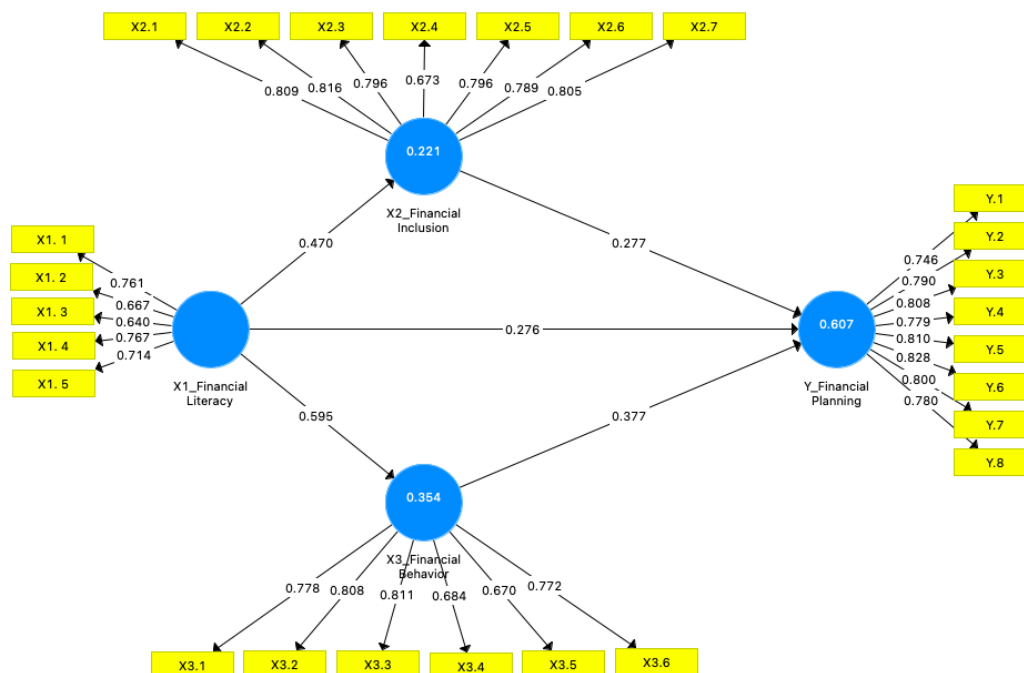 X2.1 X2.2 X2.3 X2.4 X2.5 X2.6 X2.7
0.809 0.816 0.796 0.673 0.796 0.789 0.805
0.221
X2_Financial
Inclusion
0.470
0.277
X1. 1
X1. 2
X1. 3
X1. 4
X1. 5
0.761
0.667
0.640
0.767
0.714
X1_Financial
Literacy
0.276
0.607
Y_Financial
Planning
0.746
0.790
0.808
0.779
0.810
0.828
0.800
0.780
Y.1
Y.2
Y.3
Y.4
Y.5
Y.6
Y.7
Y.8
0.595
0.377
0.354
X3_Financial
Behavior
0.778 0.808 0.811 0.684 0.670 0.772
X3.1 X3.2 X3.3 X3.4 X3.5 X3.6